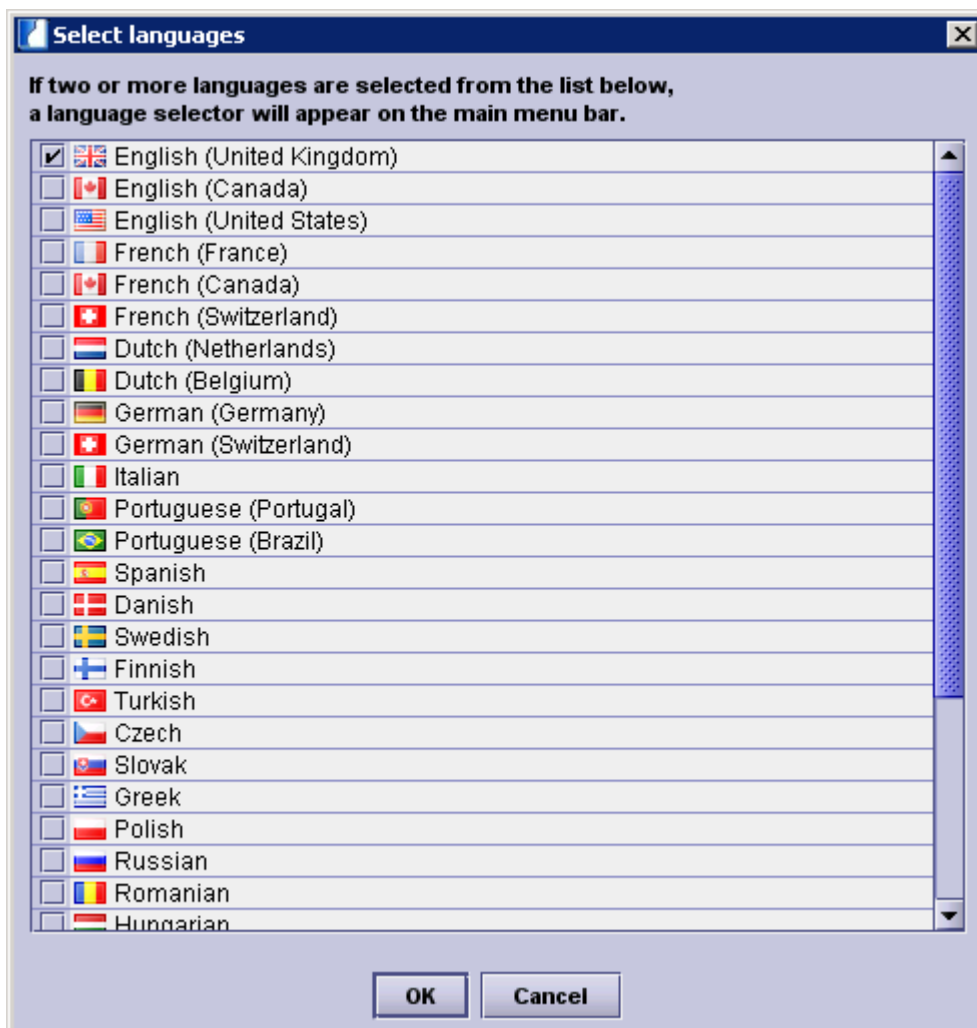 Select languages
If two or more languages are selected from the list below,
a language selector will appear on the main menu bar.
English (United Kingdom)
English (Canada)
English (United States)
French (France)
French (Canada)
French (Switzerland)
Dutch (Netherlands)
Dutch (Belgium)
German (Germany)
German (Switzerland)
Italian
Portuguese (Portugal)
Portuguese (Brazil)
Spanish
Danish
Swedish
Finnish
Turkish
Czech
Slovak
Greek
Polish
Russian
Romanian
Hungarian
OK Cancel